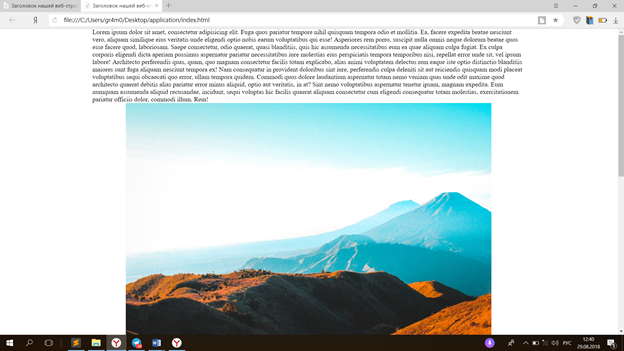 Заголовок нашей веб-стра
Заголовок нашей веб-ст
file:///C:/Users/gntm0/Desktop/application/index.html
Lorem ipsum dolor sit amet, consectetur adipisicing elit. Fuga quos pariatur tempore nihil quisquam tempora odio et mollitia. Ea, facere expedita beatae nesciunt
vero, aliquam similique eius veritatis unde eligendi optio nobis earum voluptatibus qui esse! Asperiores rem porro, suscipit nulla omnis neque dolorum beatae quos
esse facere quod, laboriosam. Saepe consectetur, odio quaerat, quasi blanditiis, quis hic assumenda necessitatibus eum ex quae aliquam culpa fugiat. Ex culpa
corporis eligendi dicta aperiam possimus aspernatur pariatur necessitatibus iure molestias eius perspiciatis temporibus nisi, repellat error unde sit, vel ipsum
labore! Architecto perferendis quas, quam, quo magnam consectetur facilis totam explicabo, alias animi voluptatem delectus rem eaque iste optio distinctio blanditiis
maiores sunt fuga aliquam nesciunt tempora ex! Nam consequatur in provident doloribus sint iure, perferendis culpa deleniti sit aut reiciendis quisquam modi placeat
voluptatibus sequi obcaecati quo error, ullam tempora quidem. Commodi quos dolore laudantium aspernatur totam nemo veniam quas unde odit maxime quod
architecto quaerat debitis alias pariatur error minus aliquid, optio aut veritatis, in at? Sint nemo voluptatibus aspernatur tenetur ipsam, magnam expedita. Eum
numquam assumenda aliquid recusandae, incidunt, sequi voluptas hic facilis quaerat aliquam consectetur cum eligendi consequatur totam molestias, exercitationem
pariatur officiis dolor, commodi illum. Rem!
РУС
12:40
29.08.2018